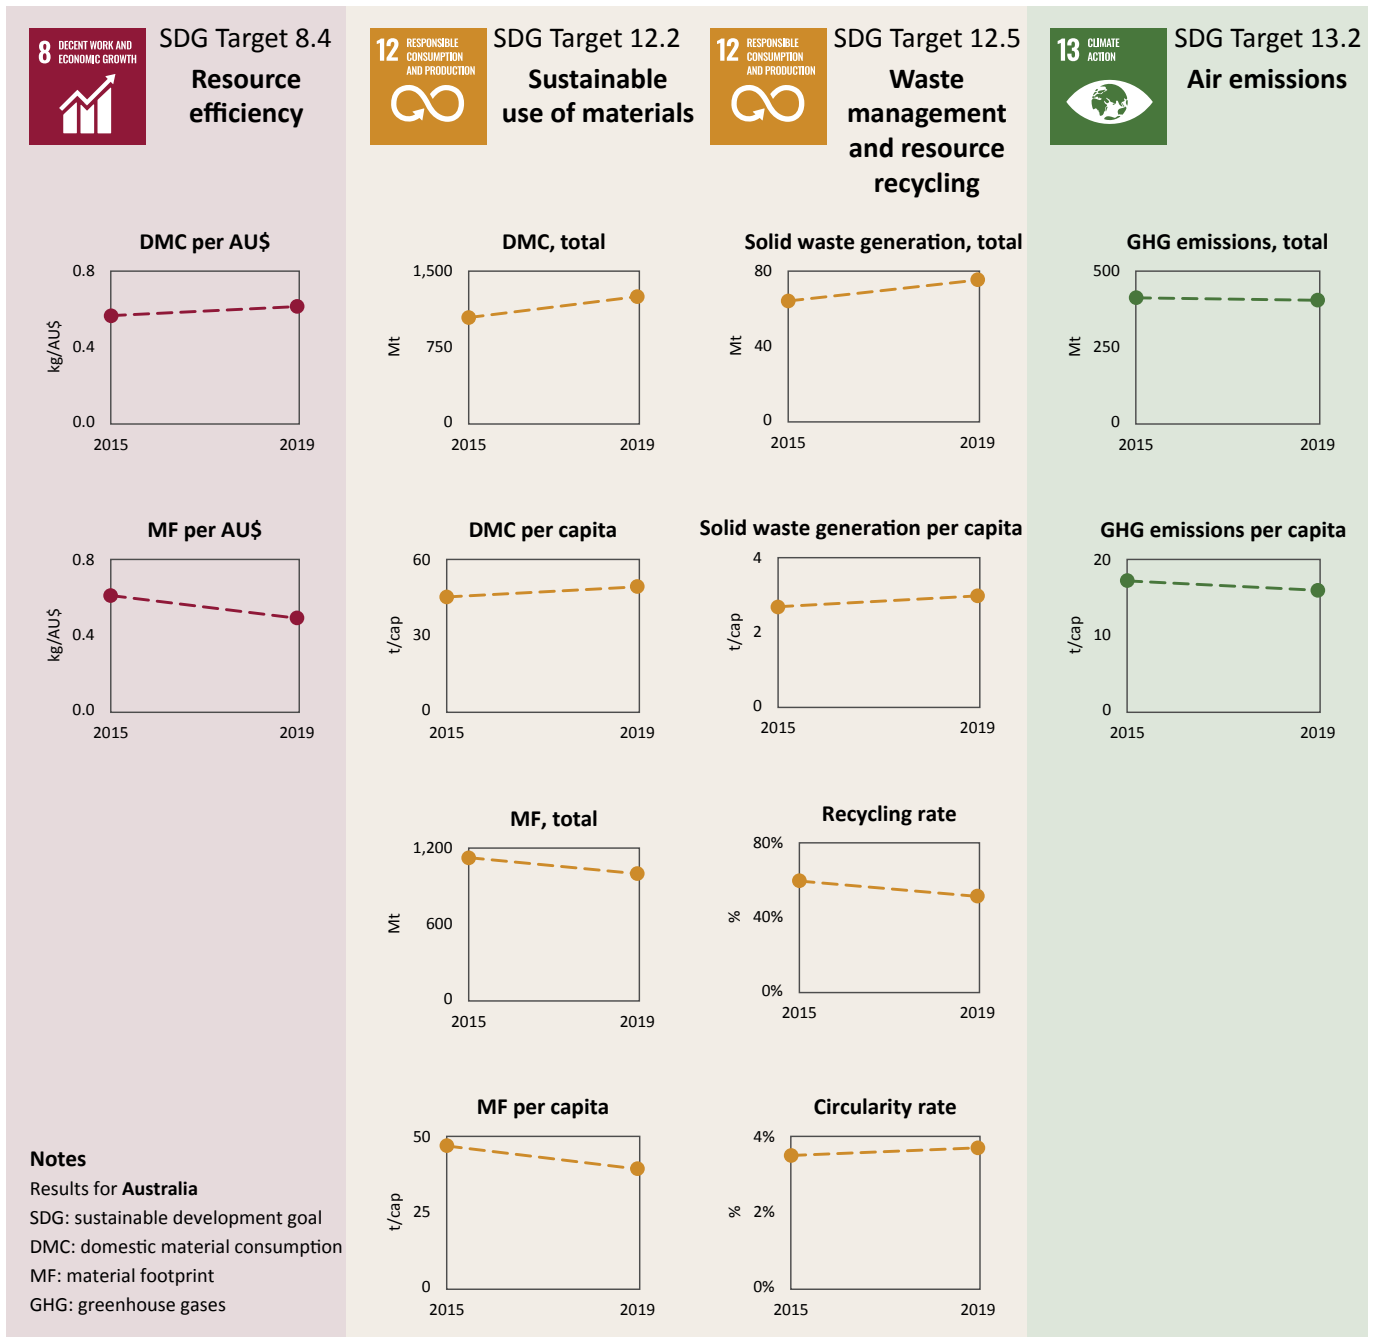 8 DECENT WORK AND
ECONOMIC GROWTH
SDG Target 8.4
Resource
efficiency
12 RESPONSIBLE
CONSUMPTION
AND PRODUCTION
SDG Target 12.2
Sustainable
use of materials
12 RESPONSIBLE
CONSUMPTION
AND PRODUCTION
SDG Target 12.5
Waste
management
and resource
recycling
13 CLIMATE
ACTION
SDG Target 13.2
Air emissions
DMC per AU$
0.8
0.4
0.0
kg/AU$
2015 2019
DMC, total
1,500
750
0
Mt
2015 2019
Solid waste generation, total
80
40
0
Mt
2015 2019
GHG emissions, total
500
250
0
Mt
2015 2019
MF per AU$
0.8
0.4
0.0
kg/AU$
2015 2019
DMC per capita
60
30
0
t/cap
2015 2019
Solid waste generation per capita
4
2
0
t/cap
2015 2019
GHG emissions per capita
20
10
0
t/cap
2015 2019
MF, total
1,200
600
0
Mt
2015 2019
Recycling rate
80%
40%
0%
%
2015 2019
MF per capita
50
25
0
t/cap
2015 2019
Circularity rate
4%
2%
0%
%
2015 2019
Notes
Results for Australia
SDG: sustainable development goal
DMC: domestic material consumption
MF: material footprint
GHG: greenhouse gases